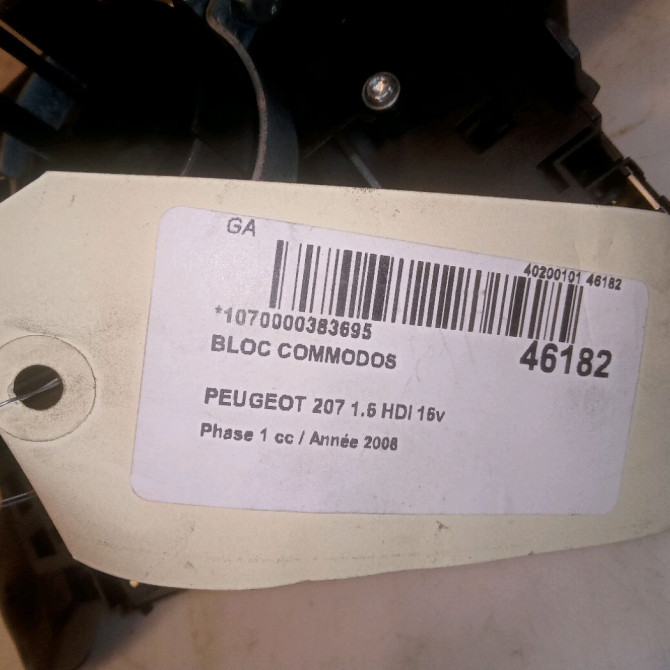 GA
40200101 46182
*1070000383695
46182
BLOC COMMODOS
PEUGEOT 207 1.6 HDI 16v
Phase 1 cc / Année 2008